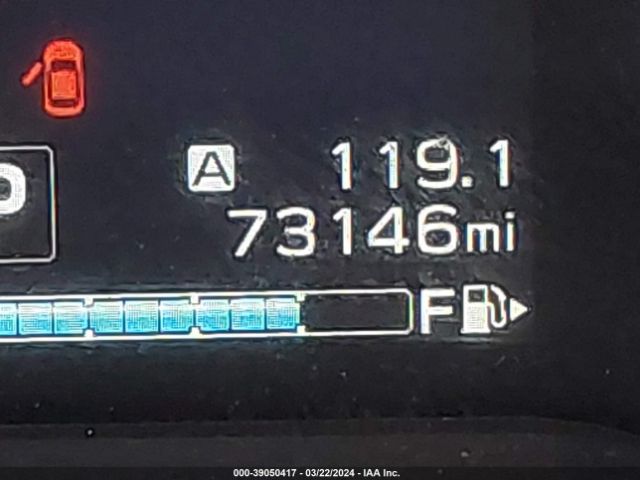 A 119.1
P
73146mi
F
000-39050417 - 03/22/2024 - IAA Inc.